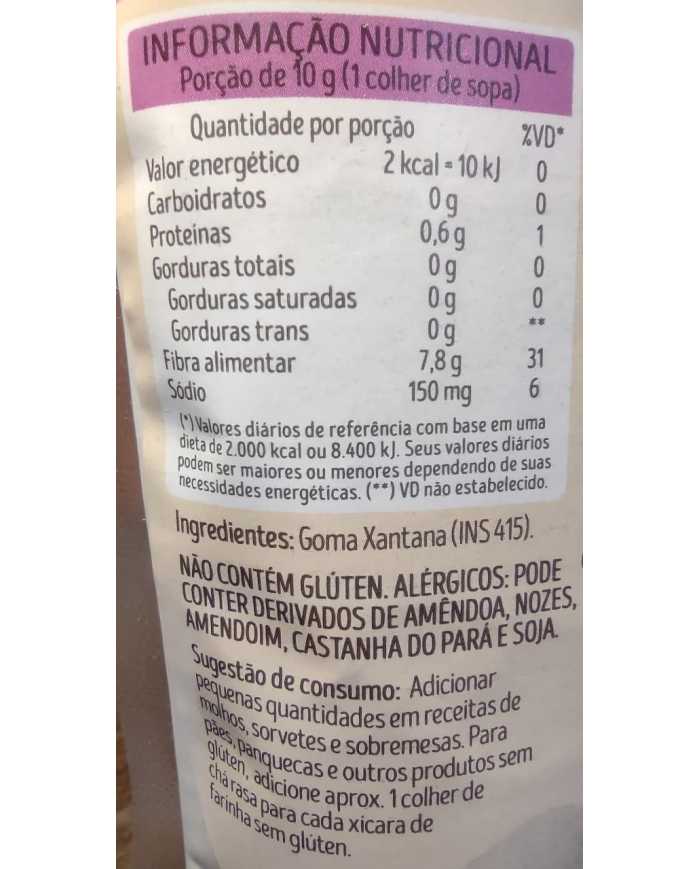 INFORMAÇÃO NUTRICIONAL
Porção de 10 g (1 colher de sopa)
Quantidade por porção %VD*
Valor energético 2 kcal = 10 kJ 0
Carboidratos 0 g 0
Proteínas 0,6 g 1
Gorduras totais 0 g 0
Gorduras saturadas 0 g 0
Gorduras trans 0 g **
Fibra alimentar 7,8 g 31
Sódio 150 mg 6
(*) Valores diários de referência com base em uma
dieta de 2.000 kcal ou 8.400 kJ. Seus valores diários
podem ser maiores ou menores dependendo de suas
necessidades energéticas. (**) VD não estabelecido.
Ingredientes: Goma Xantana (INS 415).
NÃO CONTÉM GLÚTEN. ALÉRGICOS: PODE
CONTER DERIVADOS DE AMÊNDOA, NOZES,
AMENDOIM, CASTANHA DO PARÁ E SOJA.
Sugestão de consumo: Adicionar
pequenas quantidades em receitas de
molhos, sorvetes e sobremesas. Para
pães, panquecas e outros produtos sem
glúten, adicione aprox. 1 colher de
chá rasa para cada xicara de
farinha sem glúten.